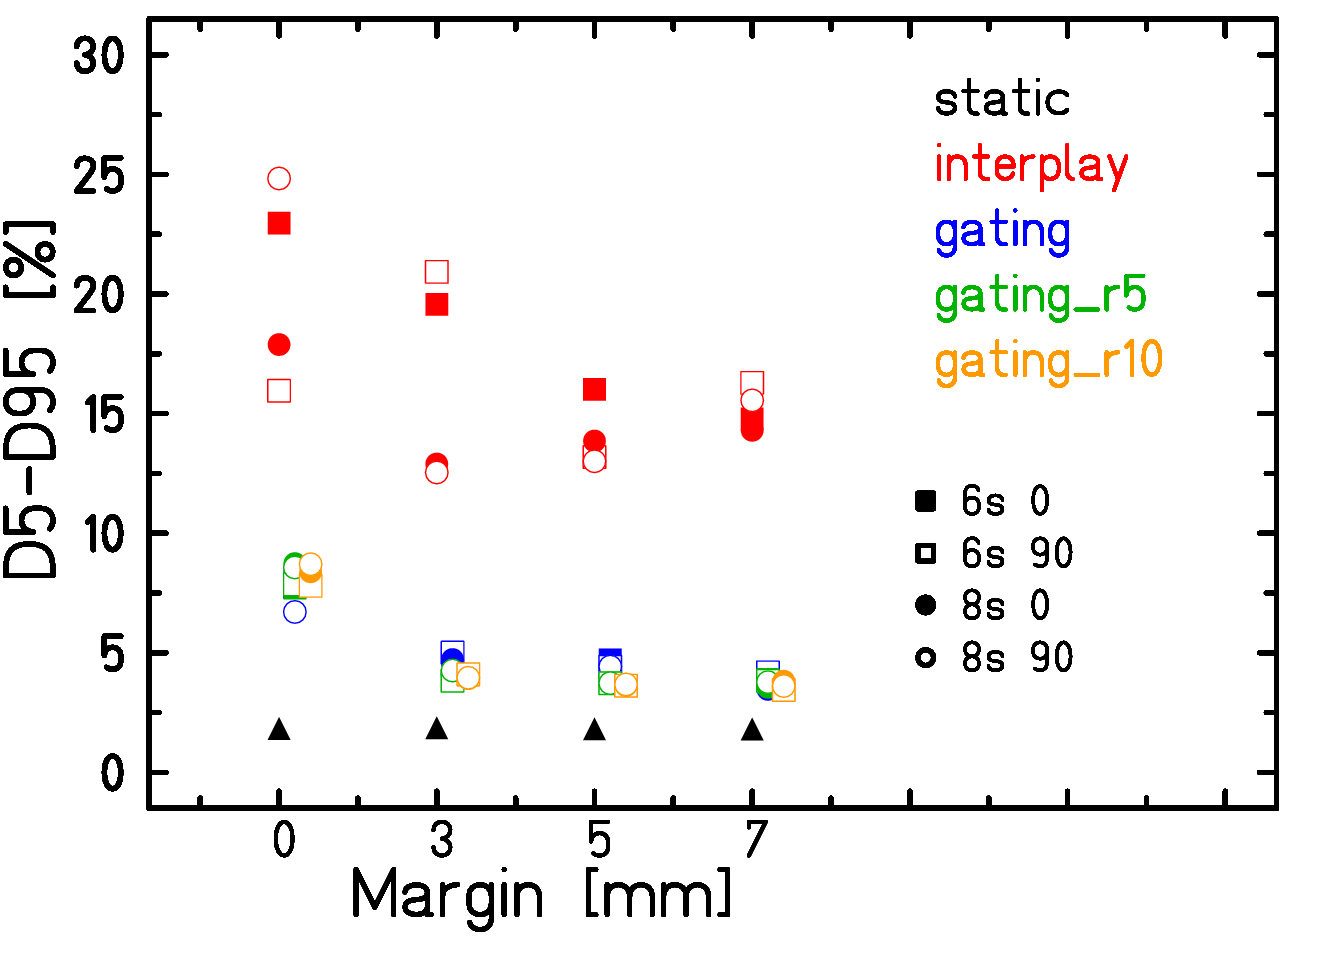 30
25
20
15
10
5
0
D5-D95 [%]
0 3 5 7
Margin [mm]
static
interplay
gating
gating_r5
gating_r10
6s 0
6s 90
8s 0
8s 90